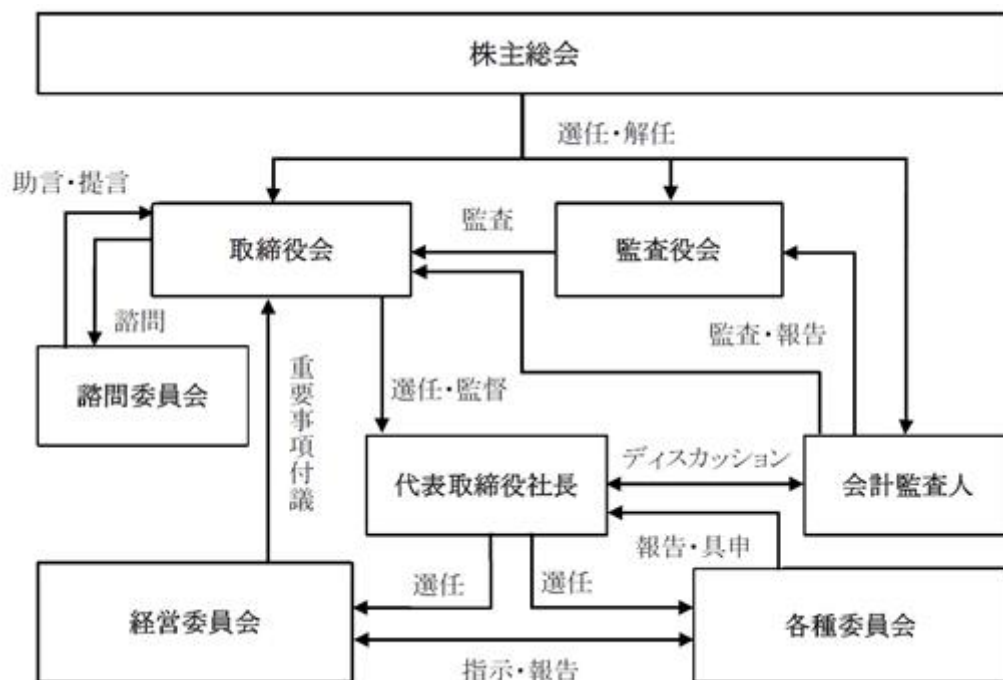 株主総会
選任・解任
助言・提言
取締役会
監査
監査役会
諮問
監査・報告
諮問委員会
重要事項付議
選任・監督
代表取締役社長
ディスカッション
会計監査人
報告・具申
選任
選任
経営委員会
各種委員会
指示・報告